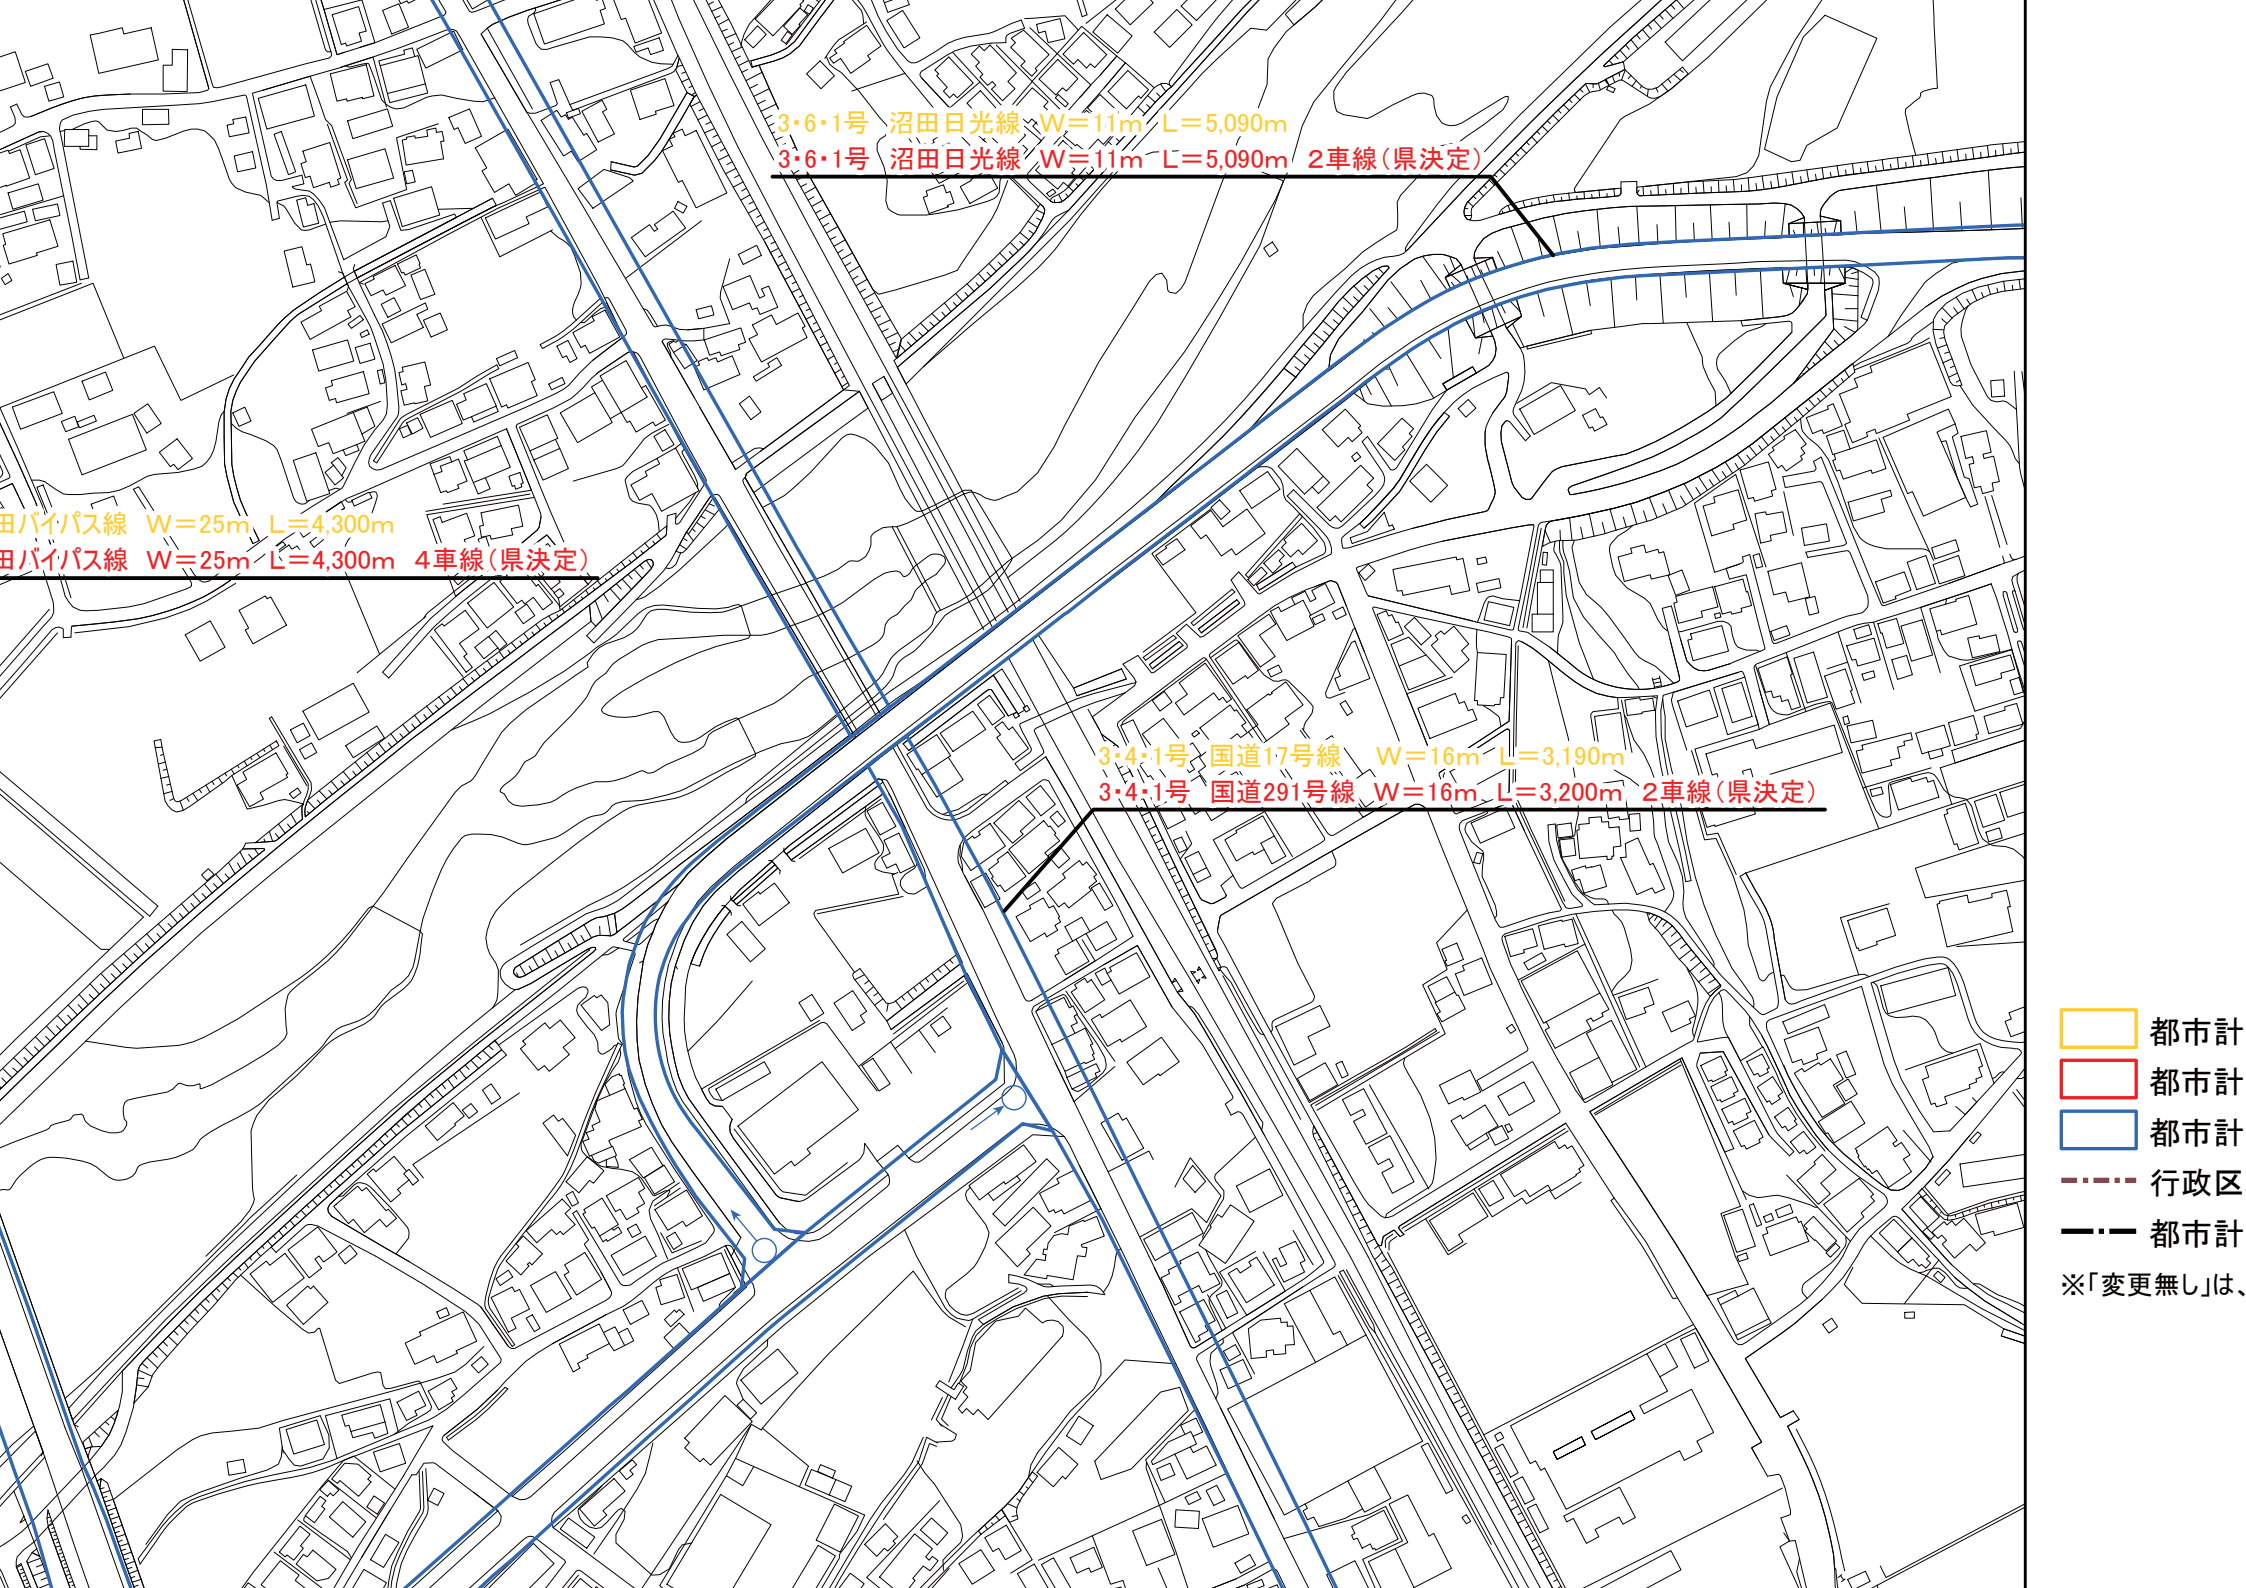 3・6・1号 沼田日光線 W=11m L=5,090m
3・6・1号 沼田日光線 W=11m L=5,090m 2車線(県決定)
田バイパス線 W=25m L=4,300m
田バイパス線 W=25m L=4,300m 4車線(県決定)
3・4・1号 国道17号線 W=16m L=3,190m
3・4・1号 国道291号線 W=16m L=3,200m 2車線(県決定)
都市計
都市計
都市計
行政区
都市計
※「変更無し」は、